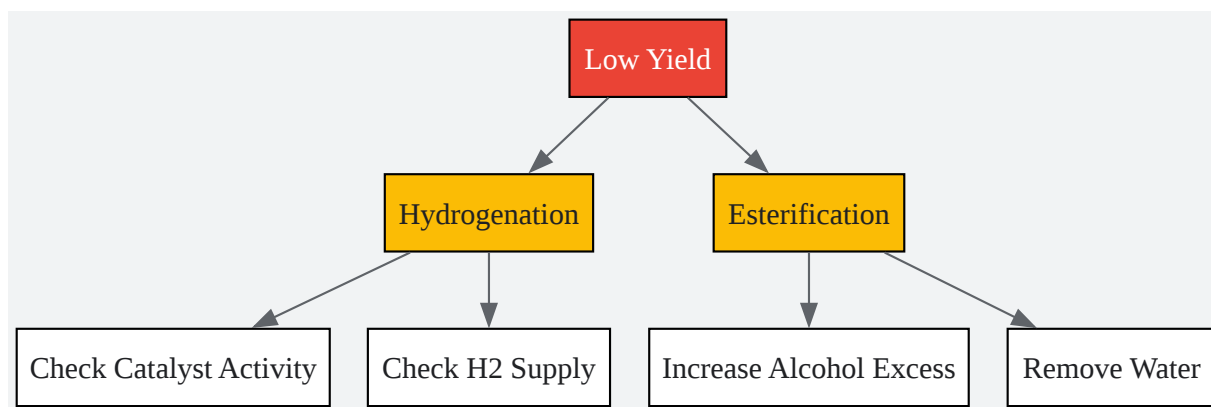 Low Yield
Hydrogenation
Esterification
Check Catalyst Activity
Check H2 Supply
Increase Alcohol Excess
Remove Water